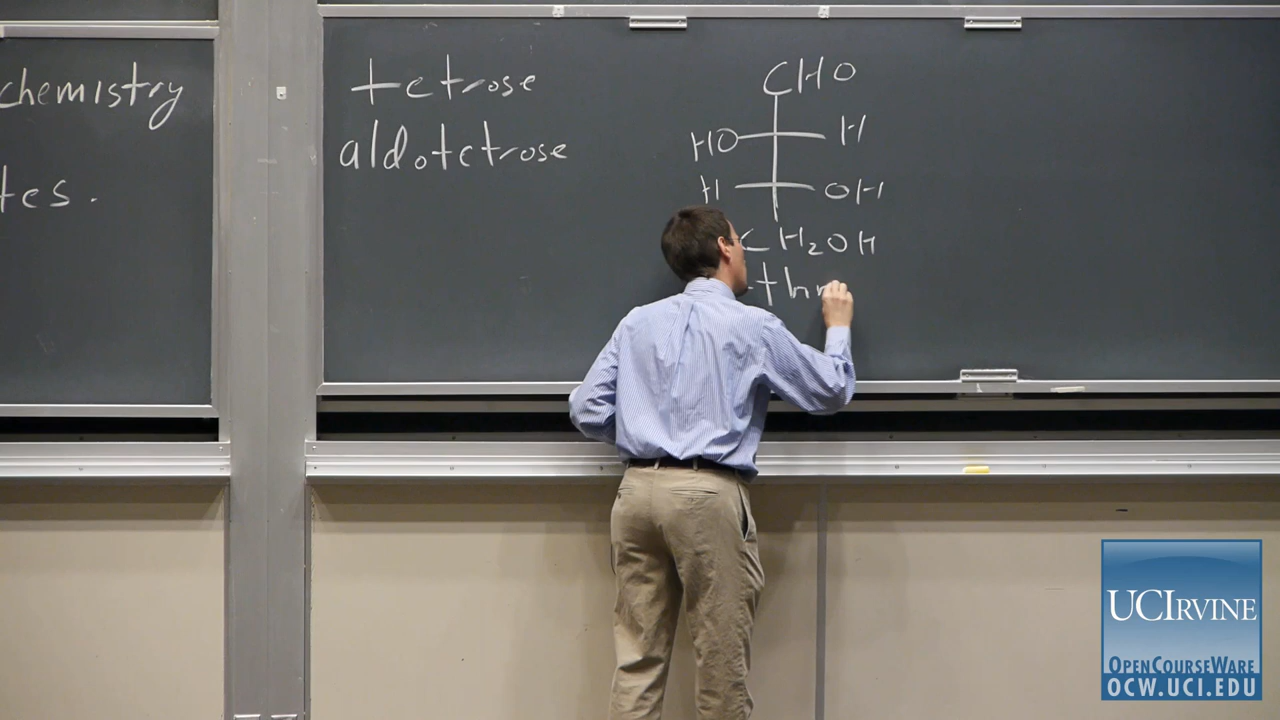 chemistry
tes.
tetrose
aldotetrose
CHO
HO H
H OH
CH2OH
UCIRVINE
OPENCOURSEWARE
OCW.UCI.EDU